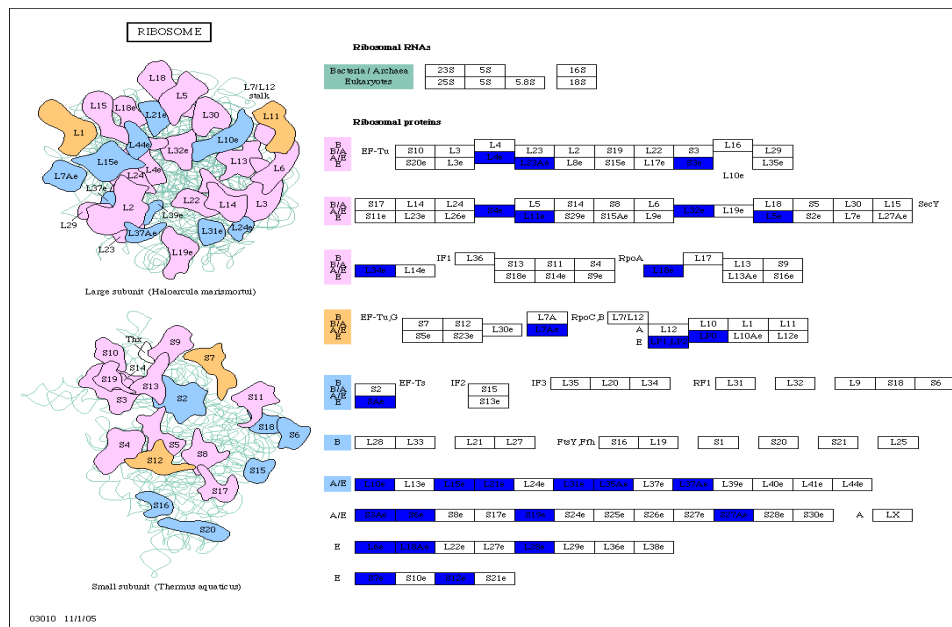 RIBOSOME
L18
L5
L7/L12
stalk
L15
L18e
L21e
L30
L11
L1
L44e
L32e
L10e
L15e
L13
L6
L7Ae
L24
L4e
L37e
L22
L2
L14
L3
L39e
L29
L37Ae
L31e
L24e
L23
L19e
Large subunit (Haloarcula marismortui)
Thx
S9
S10
S7
S14
S19
S13
S3
S2
S11
S18
S6
S4
S5
S8
S12
S15
S17
S16
S20
Small subunit (Thermus aquaticus)
03010 11/1/05
Ribosomal RNAs
Bacteria / Archaea 23S 5S 16S
Eukaryotes 25S 5S 5.8S 18S
Ribosomal proteins
B
B/A
A/E
E
EF-Tu S10 L3 L4 L23 L2 S19 L22 S3 L16 L29
S20e L3e L8e S15e L17e L10e L35e
B/A
A/E
E
S17 L14 L24 L5 S14 S8 L6 L18 S5 L30 L15 SecY
S11e L23e L26e S29e S15Ae L9e L19e S2e L7e L27Ae
B
B/A
A/E
E
L14e IF1 L36 S13 S11 S4 RpoA L17 L13 S9
S18e S14e S9e L13Ae S16e
B
B/A
A/E
E
EF-Tu,G S7 S12 L30e L7A RpoC,B L7/L12 A L12 E L10 L1 L11
S5e S23e L7Ae L10Ae L12e
B
B/A
A/E
E
S2 EF-Ts IF2 S15 IF3 L35 L20 L34 RF1 L31 L32 L9 S18 S6
S13e
B L28 L33 L21 L27 FtsY,Ffh S16 L19 S1 S20 S21 L25
A/E L13e L24e L37e L39e L40e L41e L44e
A/E S8e S17e S24e S25e S26e S27e S28e S30e A LX
E L22e L27e L29e L36e L38e
E S10e S21e